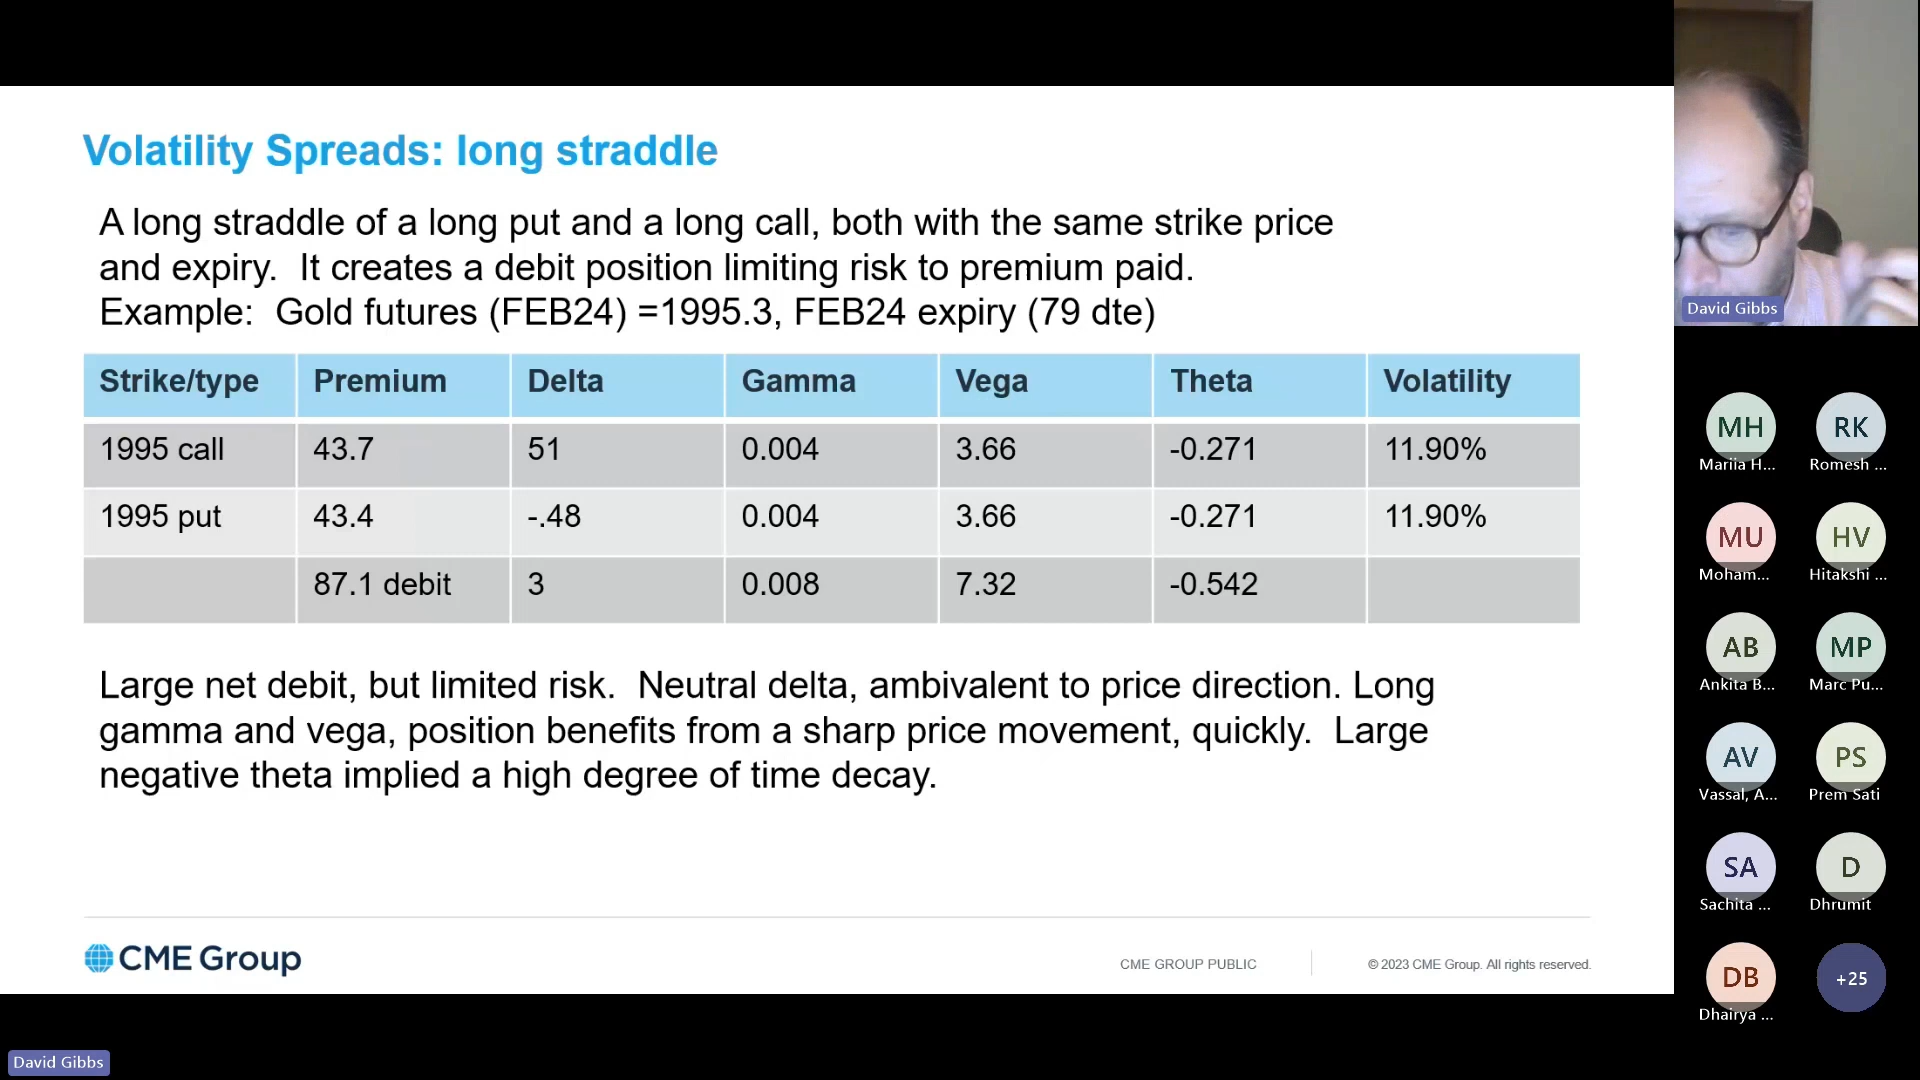 Volatility Spreads: long straddle
A long straddle of a long put and a long call, both with the same strike price
and expiry. It creates a debit position limiting risk to premium paid.
Example: Gold futures (FEB24) =1995.3, FEB24 expiry (79 dte)
Strike/type Premium Delta Gamma Vega Theta Volatility
1995 call 43.7 51 0.004 3.66 -0.271 11.90%
1995 put 43.4 -.48 0.004 3.66 -0.271 11.90%
87.1 debit 3 0.008 7.32 -0.542
Large net debit, but limited risk. Neutral delta, ambivalent to price direction. Long
gamma and vega, position benefits from a sharp price movement, quickly. Large
negative theta implied a high degree of time decay.
CME Group
CME GROUP PUBLIC
© 2023 CME Group. All rights reserved.
David Gibbs
David Gibbs
MH RK
Mariia H... Romesh ...
MU HV
Moham... Hitakshi ...
AB MP
Ankita B... Marc Pu...
AV PS
Vassal, A... Prem Sati
SA D
Sachita ... Dhrumit
DB +25
Dhairya ...